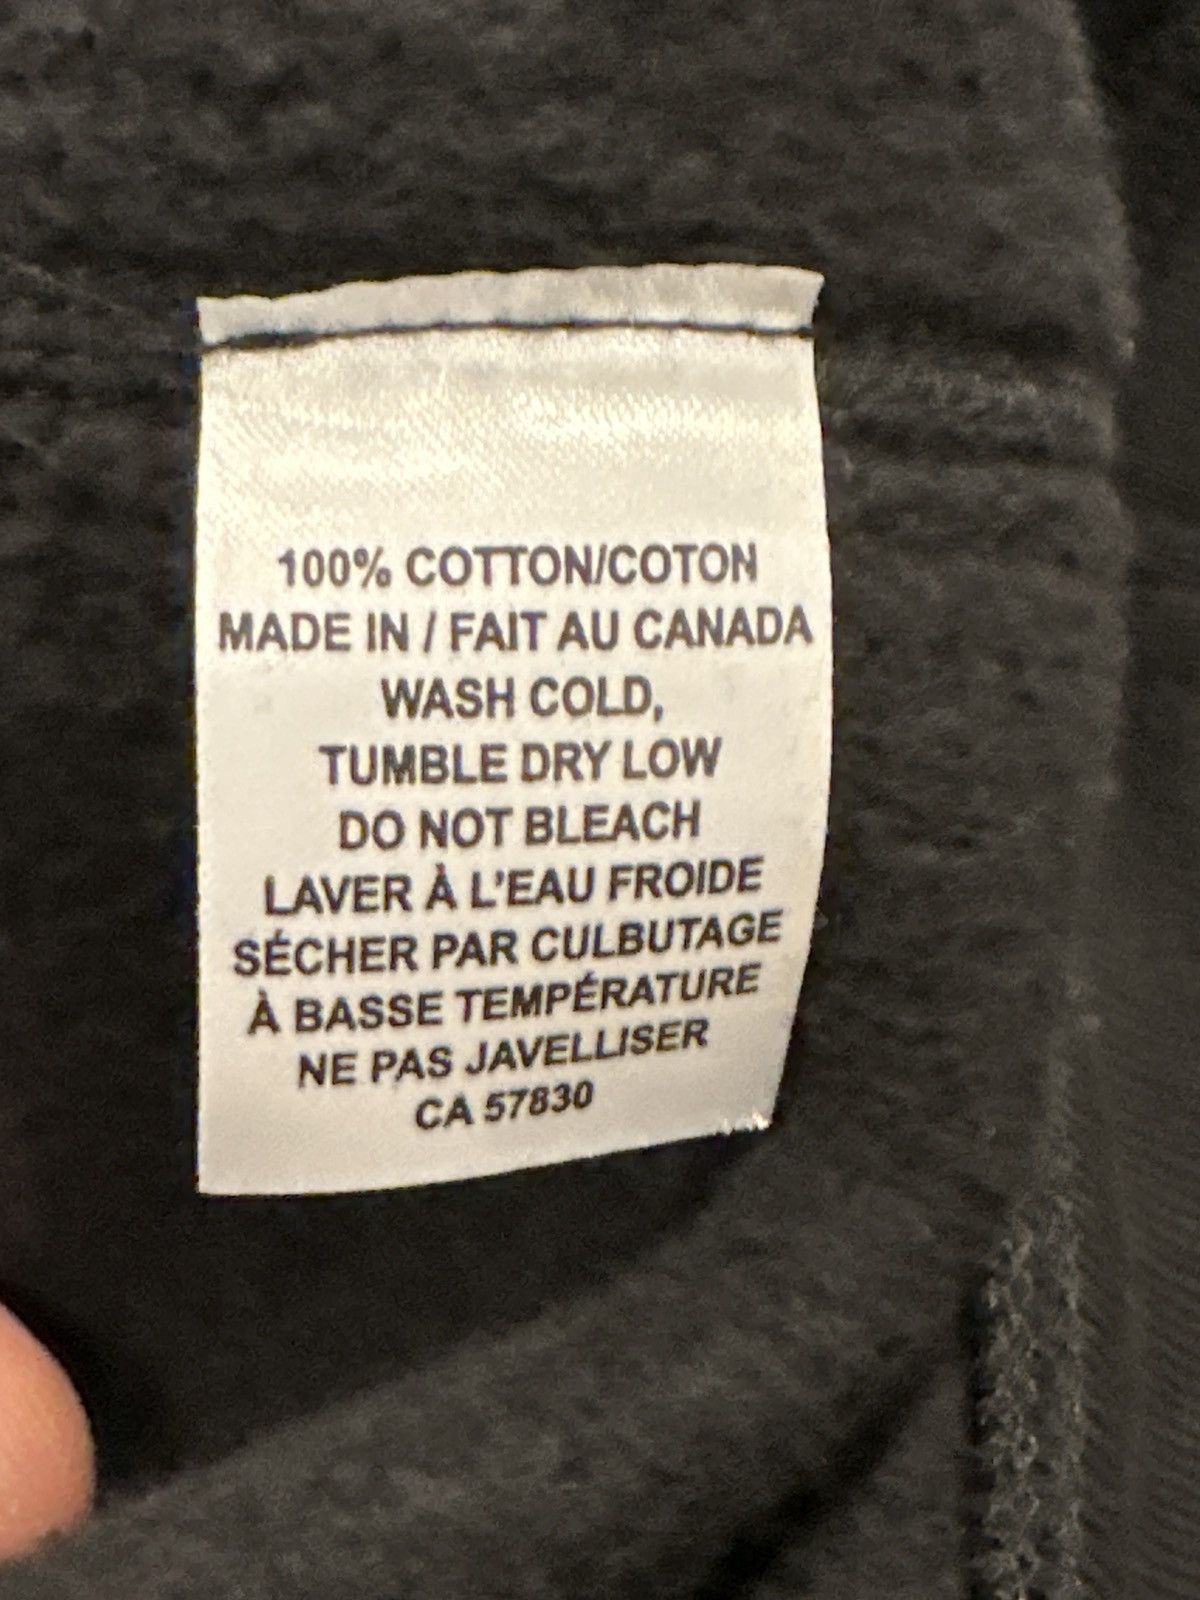 100% COTTON/COTON
MADE IN / FAIT AU CANADA
WASH COLD,
TUMBLE DRY LOW
DO NOT BLEACH
LAVER À L'EAU FROIDE
SÉCHER PAR CULBUTAGE
À BASSE TEMPÉRATURE
NE PAS JAVELLISER
CA 57830